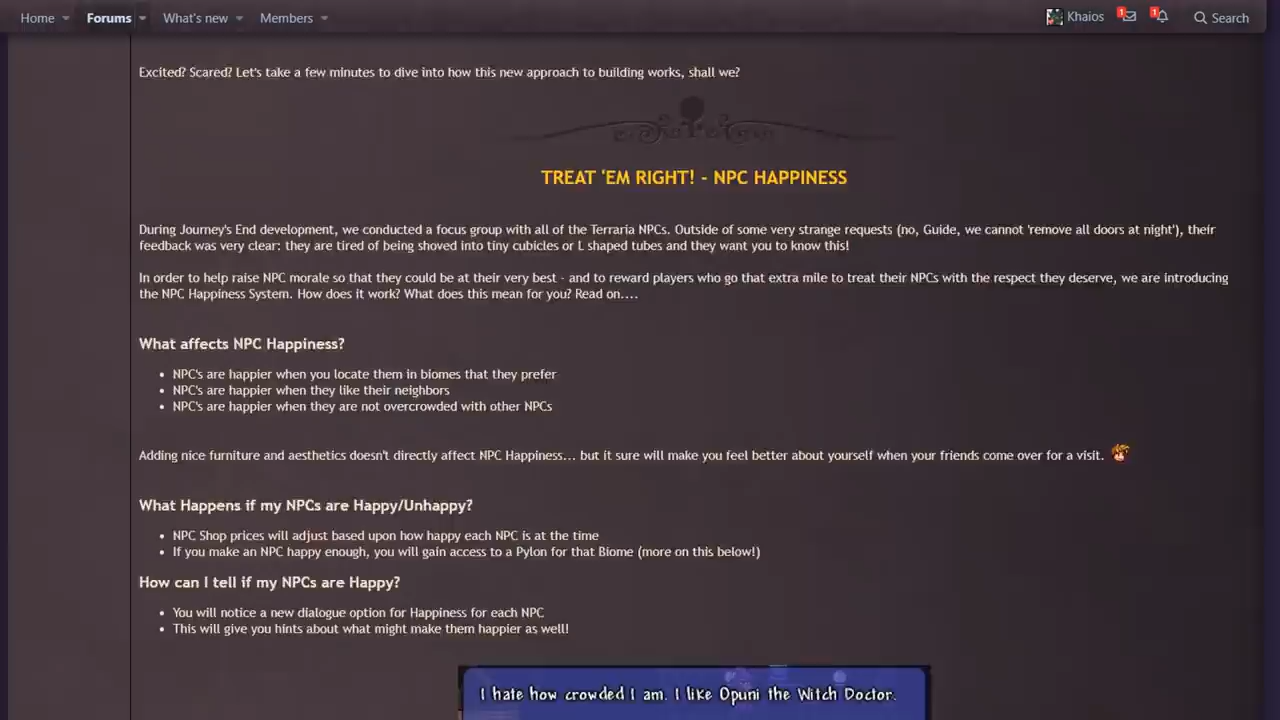 Home Forums What's new Members Khaios 1 1 Search
Excited? Scared? Let's take a few minutes to dive into how this new approach to building works, shall we?
TREAT 'EM RIGHT! - NPC HAPPINESS
During Journey's End development, we conducted a focus group with all of the Terraria NPCs. Outside of some very strange requests (no, Guide, we cannot 'remove all doors at night'), their
feedback was very clear: they are tired of being shoved into tiny cubicles or L shaped tubes and they want you to know this!
In order to help raise NPC morale so that they could be at their very best - and to reward players who go that extra mile to treat their NPCs with the respect they deserve, we are introducing
the NPC Happiness System. How does it work? What does this mean for you? Read on....
What affects NPC Happiness?
• NPC's are happier when you locate them in biomes that they prefer
• NPC's are happier when they like their neighbors
• NPC's are happier when they are not overcrowded with other NPCs
Adding nice furniture and aesthetics doesn't directly affect NPC Happiness... but it sure will make you feel better about yourself when your friends come over for a visit.
What Happens if my NPCs are Happy/Unhappy?
• NPC Shop prices will adjust based upon how happy each NPC is at the time
• If you make an NPC happy enough, you will gain access to a Pylon for that Biome (more on this below!)
How can I tell if my NPCs are Happy?
• You will notice a new dialogue option for Happiness for each NPC
• This will give you hints about what might make them happier as well!
I hate how crowded I am. I like Opuni the Witch Doctor.